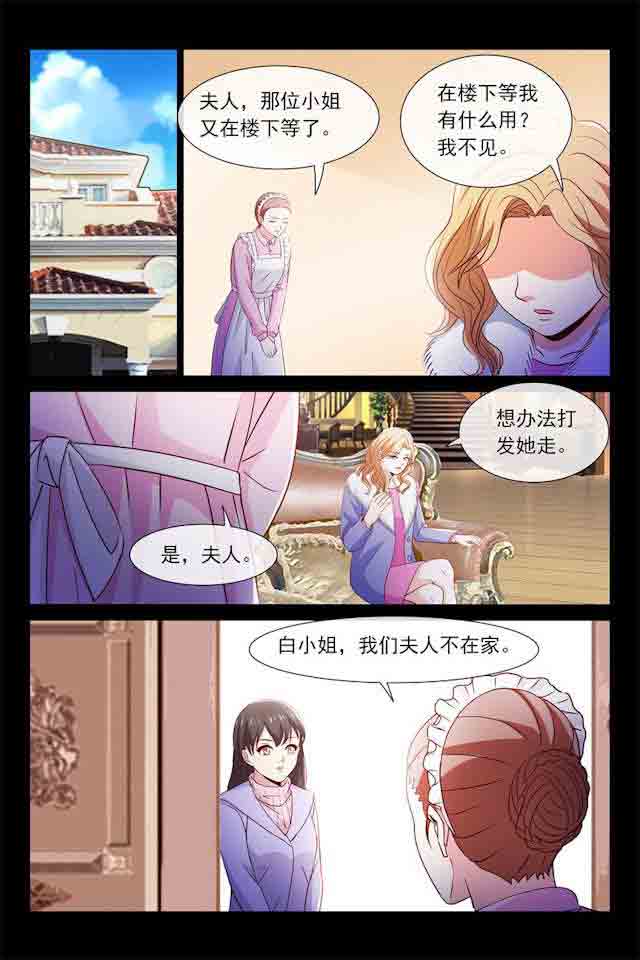 夫人，那位小姐
又在楼下等了。
在楼下等我
有什么用？
我不见。
想办法打
发她走。
是，夫人。
白小姐，我们夫人不在家。